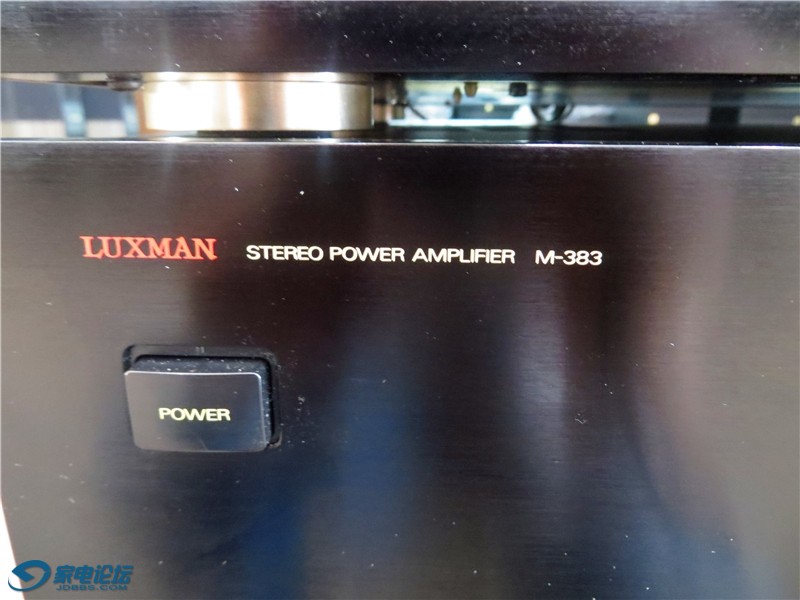 LUXMAN STEREO POWER AMPLIFIER M-383
POWER
家电论坛
JDBBS.COM